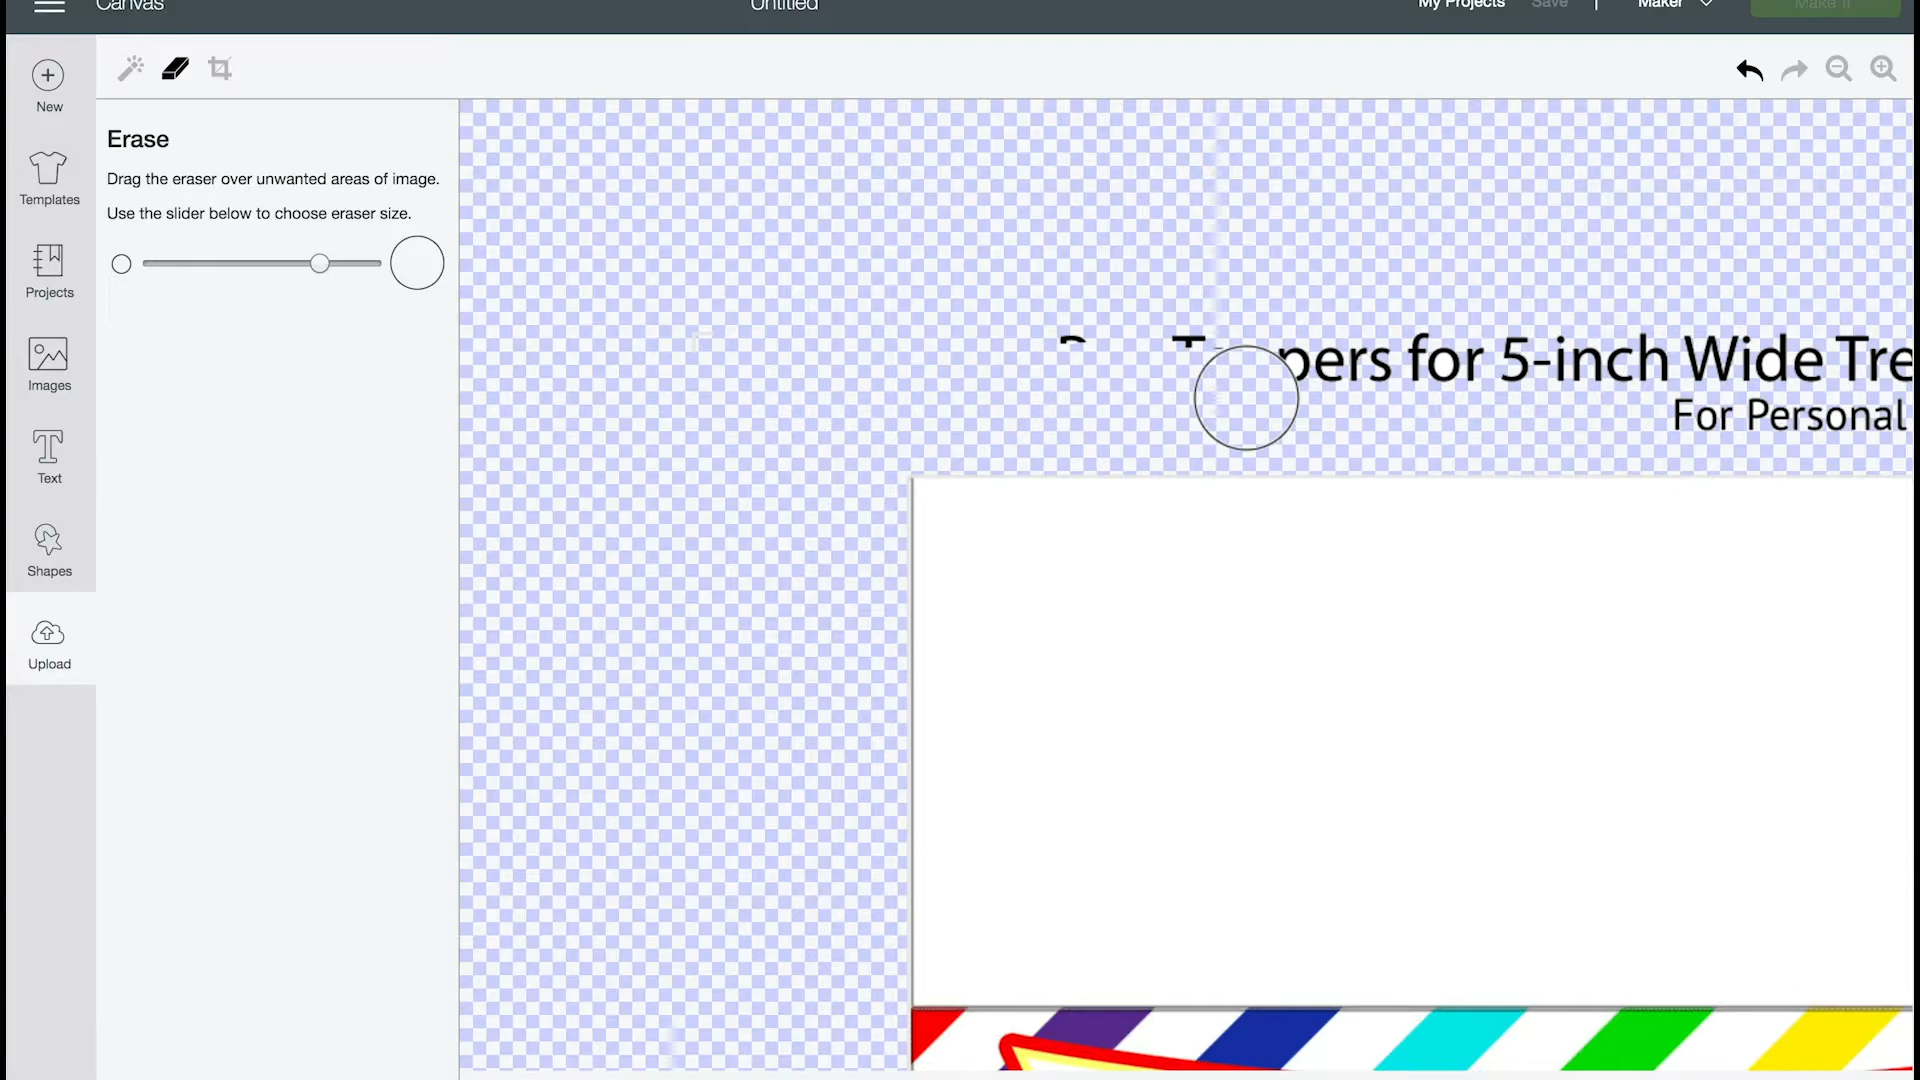 Canvas
Untitled
My Projects
Save
|
Maker
Make It
New
Templates
Projects
Images
Text
Shapes
Upload
Erase
Drag the eraser over unwanted areas of image.
Use the slider below to choose eraser size.
pers for 5-inch Wide Tre
For Personal